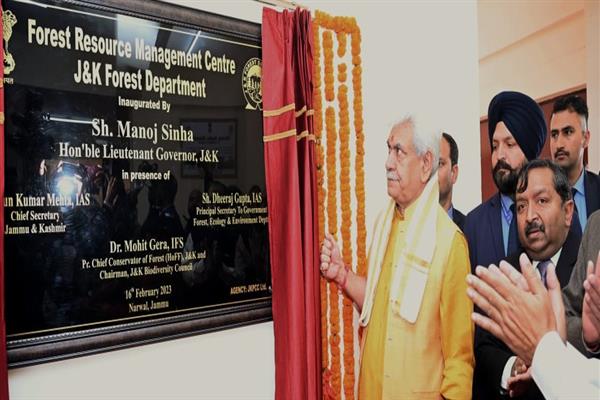 Forest Resource Management Centre
J&K Forest Department
Inaugurated By
Sh. Manoj Sinha
Hon'ble Lieutenant Governor, J&K
in presence of
Kumar Mehta, IAS
Chief Secretary
Jammu & Kashmir
Sh. Dheeraj Gupta, IAS
Principal Secretary To Government
Forest, Ecology & Environment Deptt
Dr. Mohit Gera, IFS
Pr. Chief Conservator of Forest (HoFF) J&K and
Chairman, J&K Biodiversity Council
16th February 2023
Narwal, Jammu
AGENCY: JKPCC Ltd.